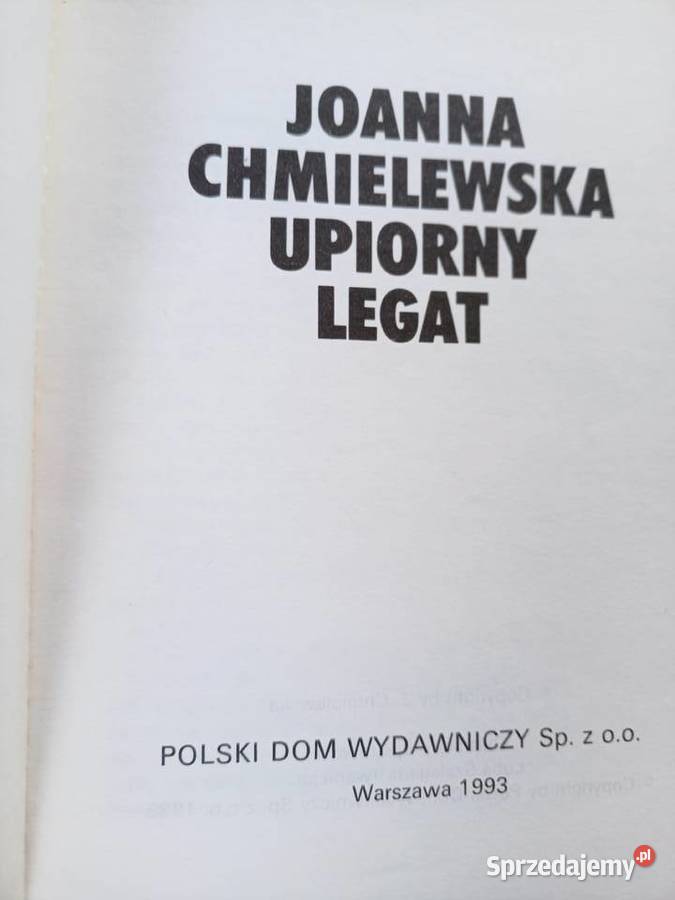 JOANNA
CHMIELEWSKA
UPIORNY
LEGAT
POLSKI DOM WYDAWNICZY Sp. z o.o.
Warszawa 1993
Sprzedajemy.pl